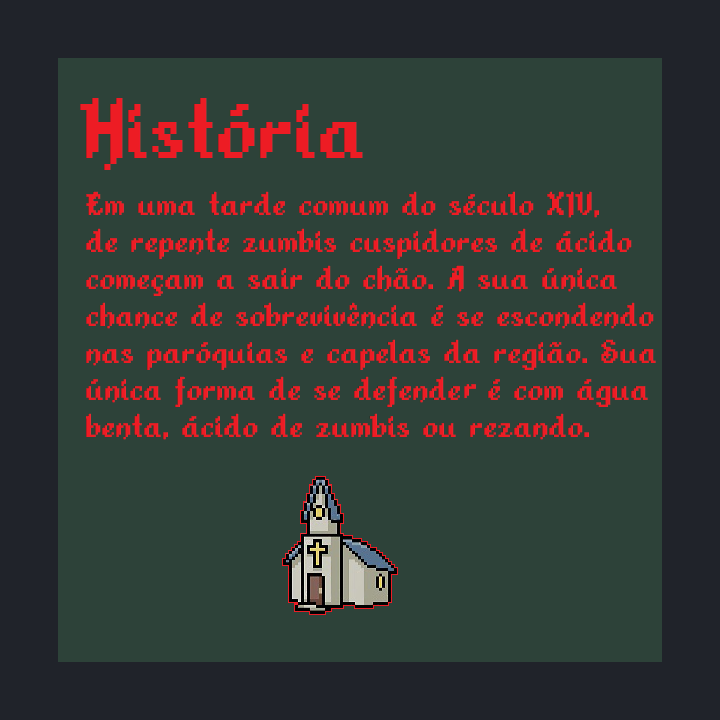 História
Em uma tarde comum do século XIV,
de repente zumbis cuspidores de ácido
começam a sair do chão. A sua única
chance de sobrevivência é se escondendo
nas paróquias e capelas da região. Sua
única forma de se defender é com água
benta, ácido de zumbis ou rezando.